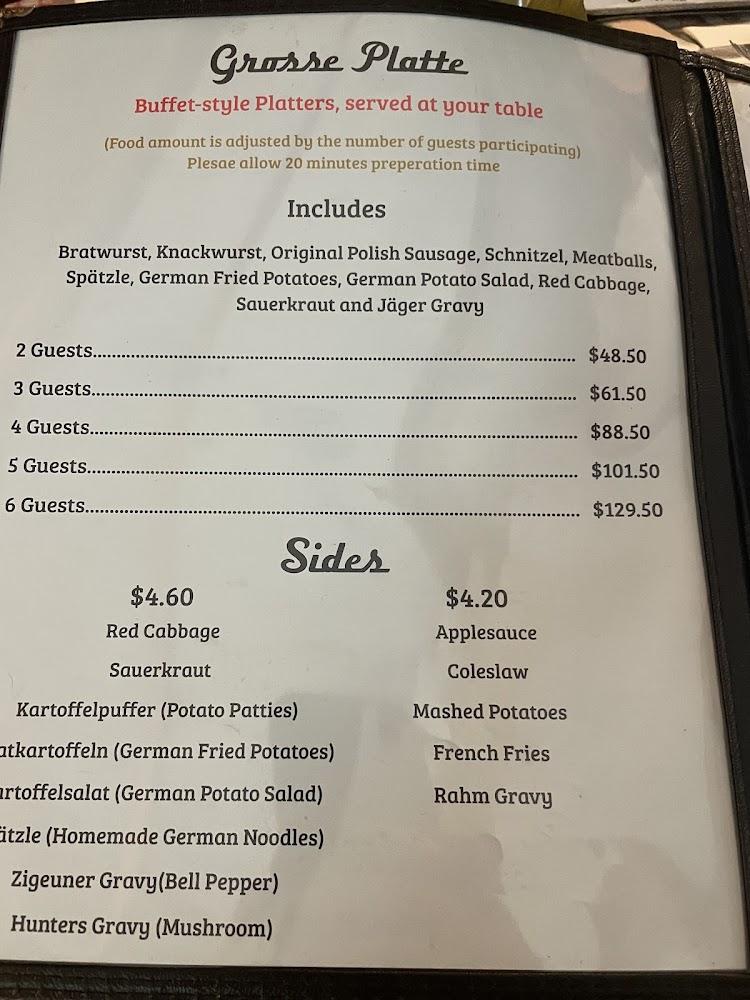 Grosse Platte
Buffet-style Platters, served at your table
(Food amount is adjusted by the number of guests participating)
Plesae allow 20 minutes preperation time
Includes
Bratwurst, Knackwurst, Original Polish Sausage, Schnitzel, Meatballs,
Spätzle, German Fried Potatoes, German Potato Salad, Red Cabbage,
Sauerkraut and Jäger Gravy
2 Guests................................ $48.50
3 Guests................................ $61.50
4 Guests................................ $88.50
5 Guests................................ $101.50
6 Guests................................ $129.50
Sides
$4.60
Red Cabbage
Sauerkraut
Kartoffelpuffer (Potato Patties)
atkartoffeln (German Fried Potatoes)
artoffelsalat (German Potato Salad)
ätzle (Homemade German Noodles)
Zigeuner Gravy(Bell Pepper)
Hunters Gravy (Mushroom)
$4.20
Applesauce
Coleslaw
Mashed Potatoes
French Fries
Rahm Gravy